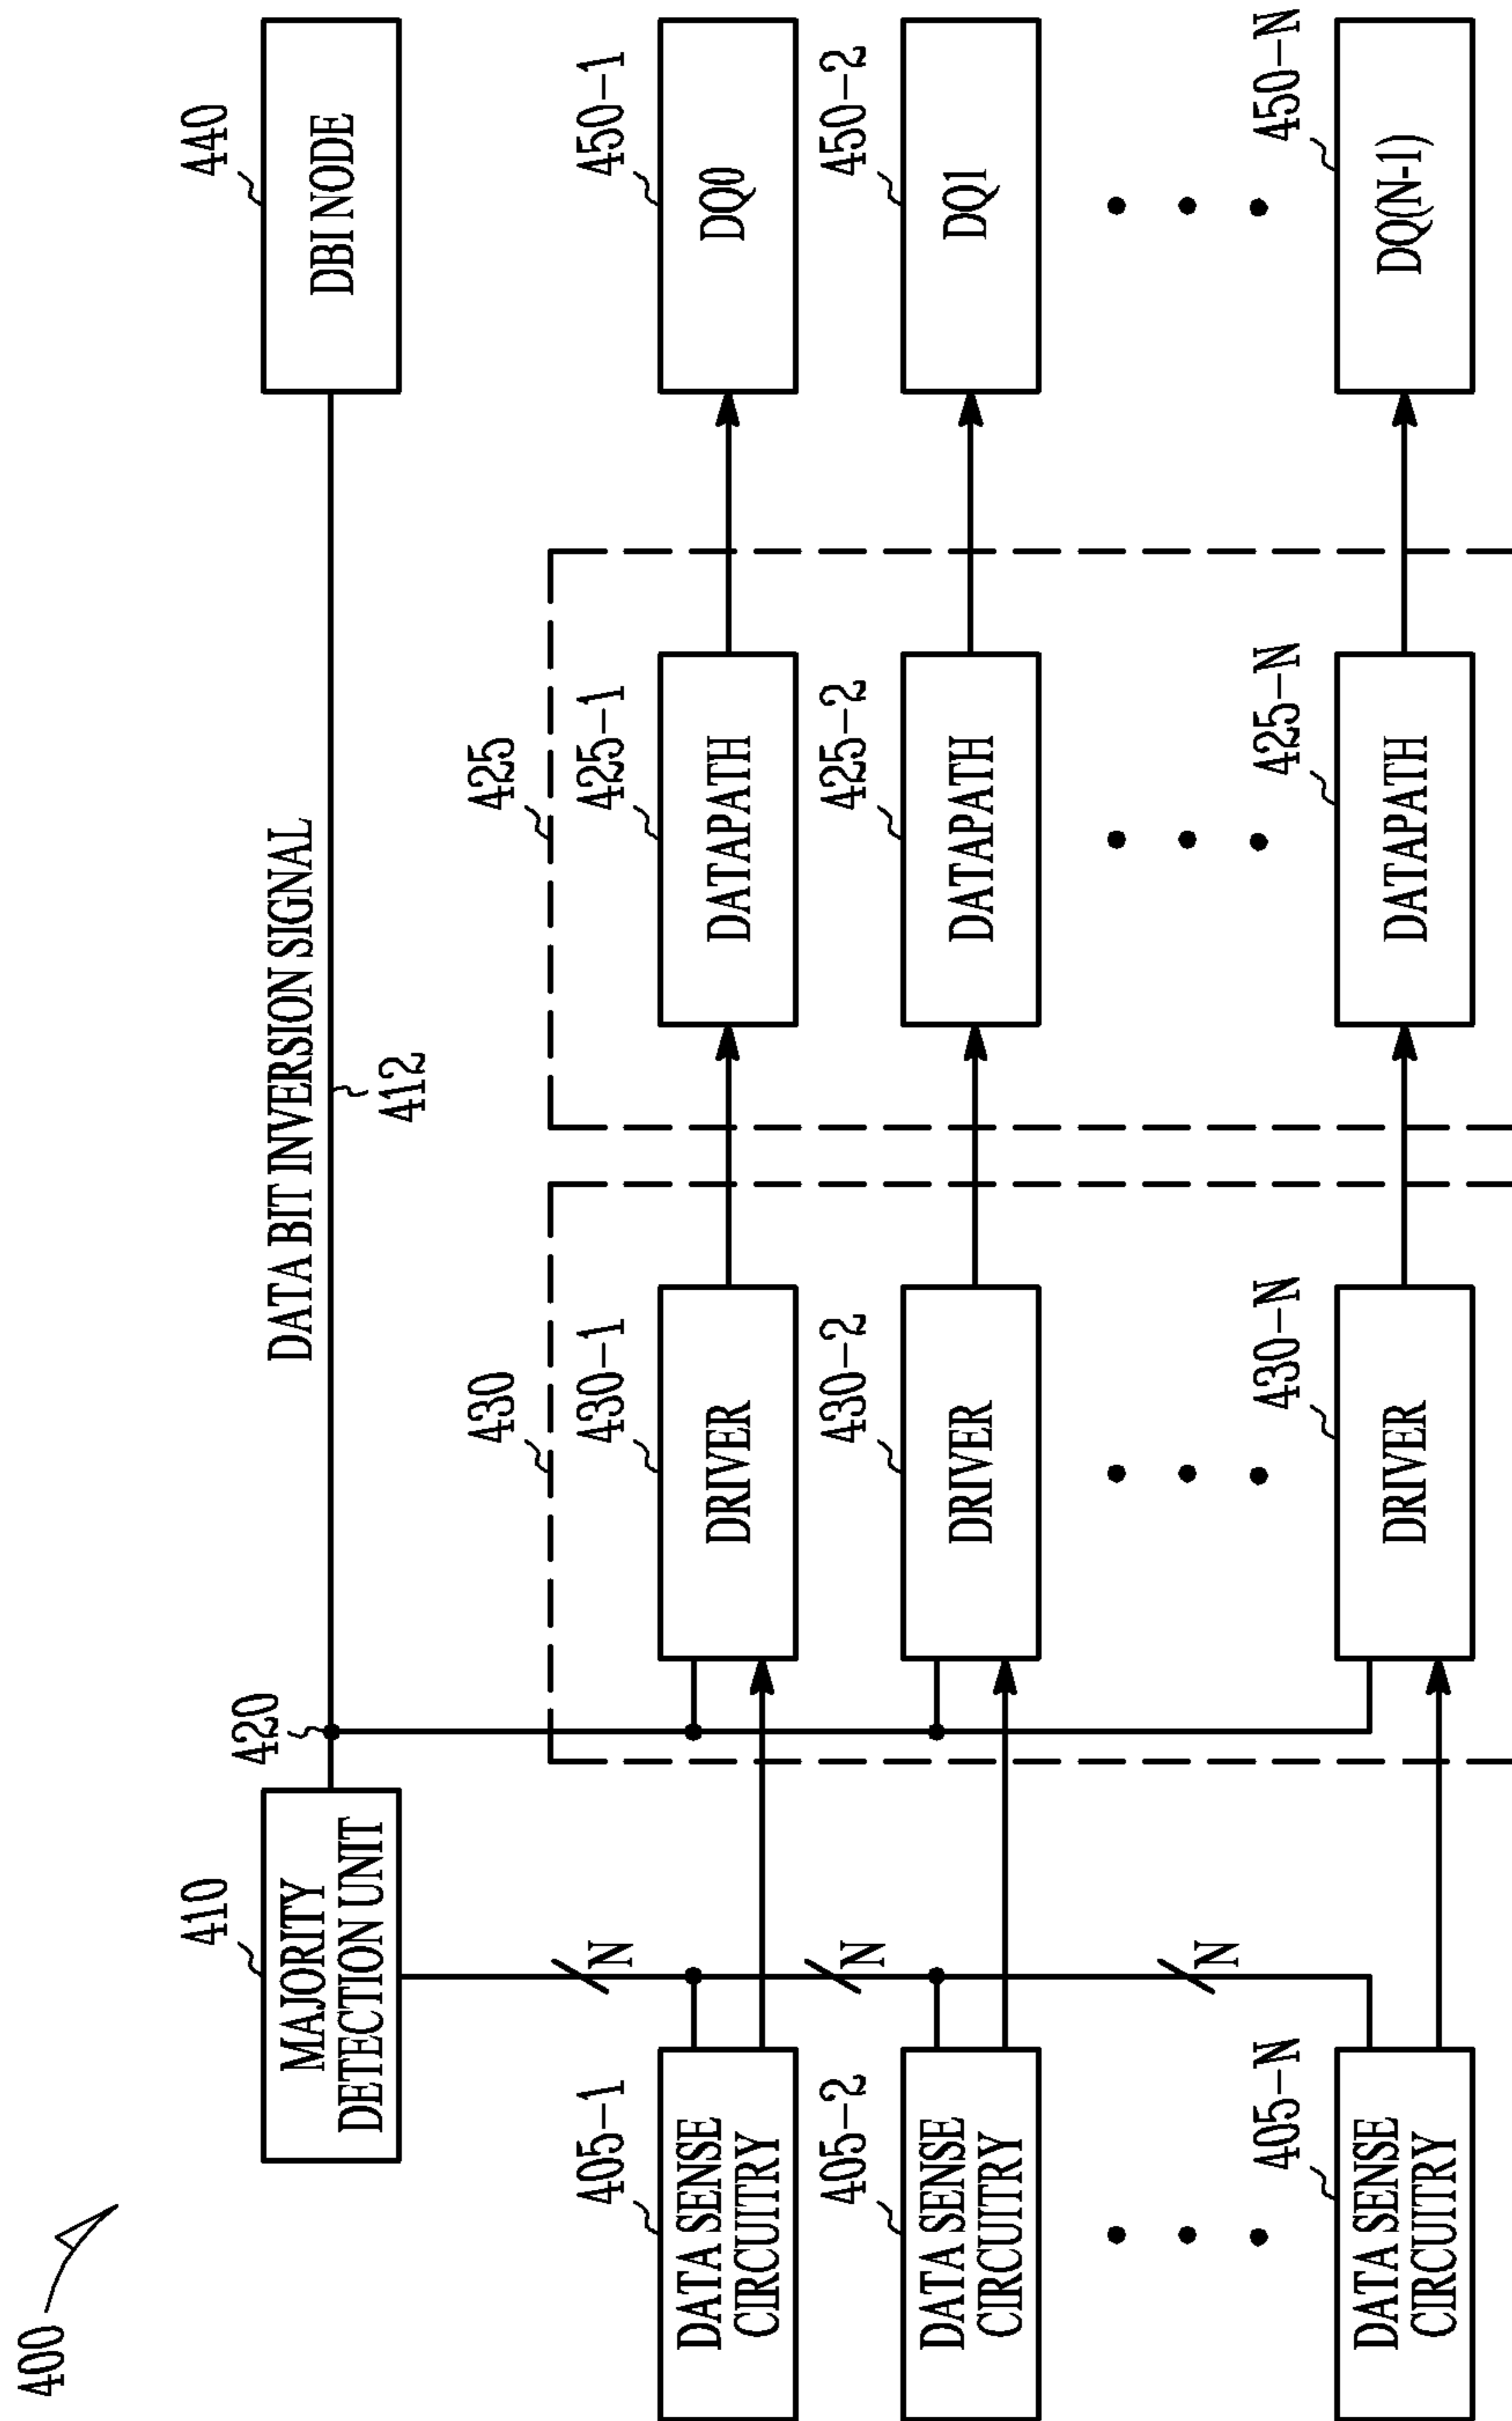 400
410
MAJORITY
DETECTION UNIT
420
DATA BIT INVERSION SIGNAL
412
440
DBI NODE
430
425
405-1
DATA SENSE
CIRCUITRY
N
430-1
DRIVER
425-1
DATAPATH
450-1
DQ0
405-2
DATA SENSE
CIRCUITRY
N
430-2
DRIVER
425-2
DATAPATH
450-2
DQ1
405-N
DATA SENSE
CIRCUITRY
N
430-N
DRIVER
425-N
DATAPATH
450-N
DQ(N-1)